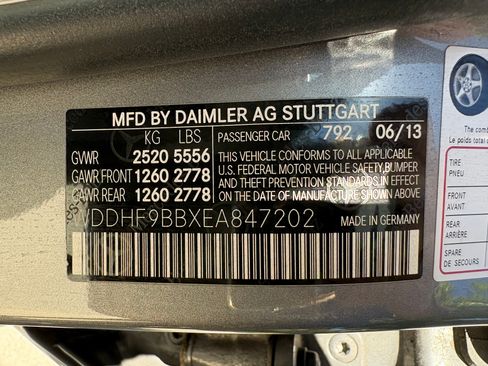 MFD BY DAIMLER AG STUTTGART
KG LBS PASSENGER CAR 792 06/13
GVWR 2520 5556
GAWR FRONT 1260 2778
GAWR REAR 1260 2778
THIS VEHICLE CONFORMS TO ALL APPLICABLE
U.S. FEDERAL MOTOR VEHICLE SAFETY, BUMPER
AND THEFT PREVENTION STANDARDS IN EFFECT
ON THE DATE OF MANUFACTURE SHOWN ABOVE.
WDDHF9BBXEA847202
MADE IN GERMANY
The comb
TIRE
PNEU
FRONT
AVANT
REAR
ARRIÈRE
SPARE
DE SECOURS